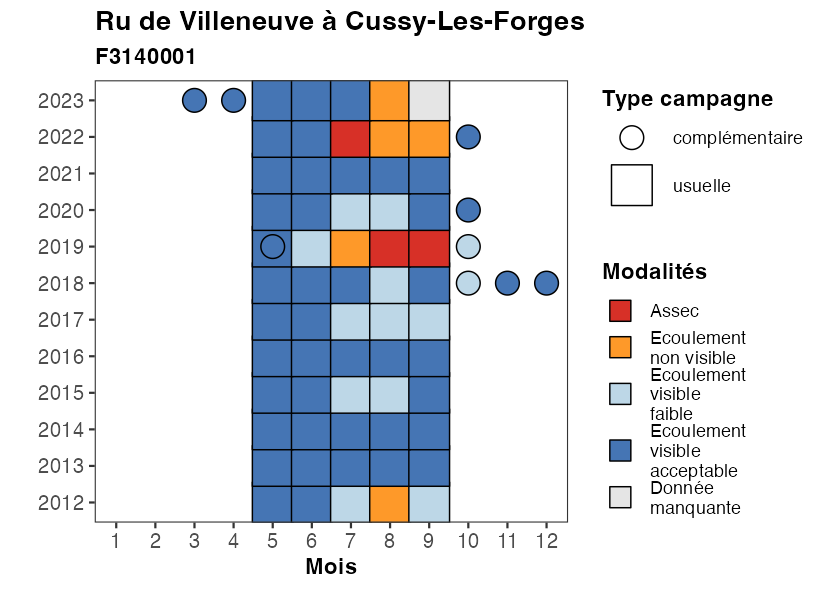 Ru de Villeneuve à Cussy-Les-Forges
F3140001
2023
2022
2021
2020
2019
2018
2017
2016
2015
2014
2013
2012
1 2 3 4 5 6 7 8 9 10 11 12
Mois
Type campagne
complémentaire
usuelle
Modalités
Assec
Ecoulement
non visible
Ecoulement
visible
faible
Ecoulement
visible
acceptable
Donnée
manquante